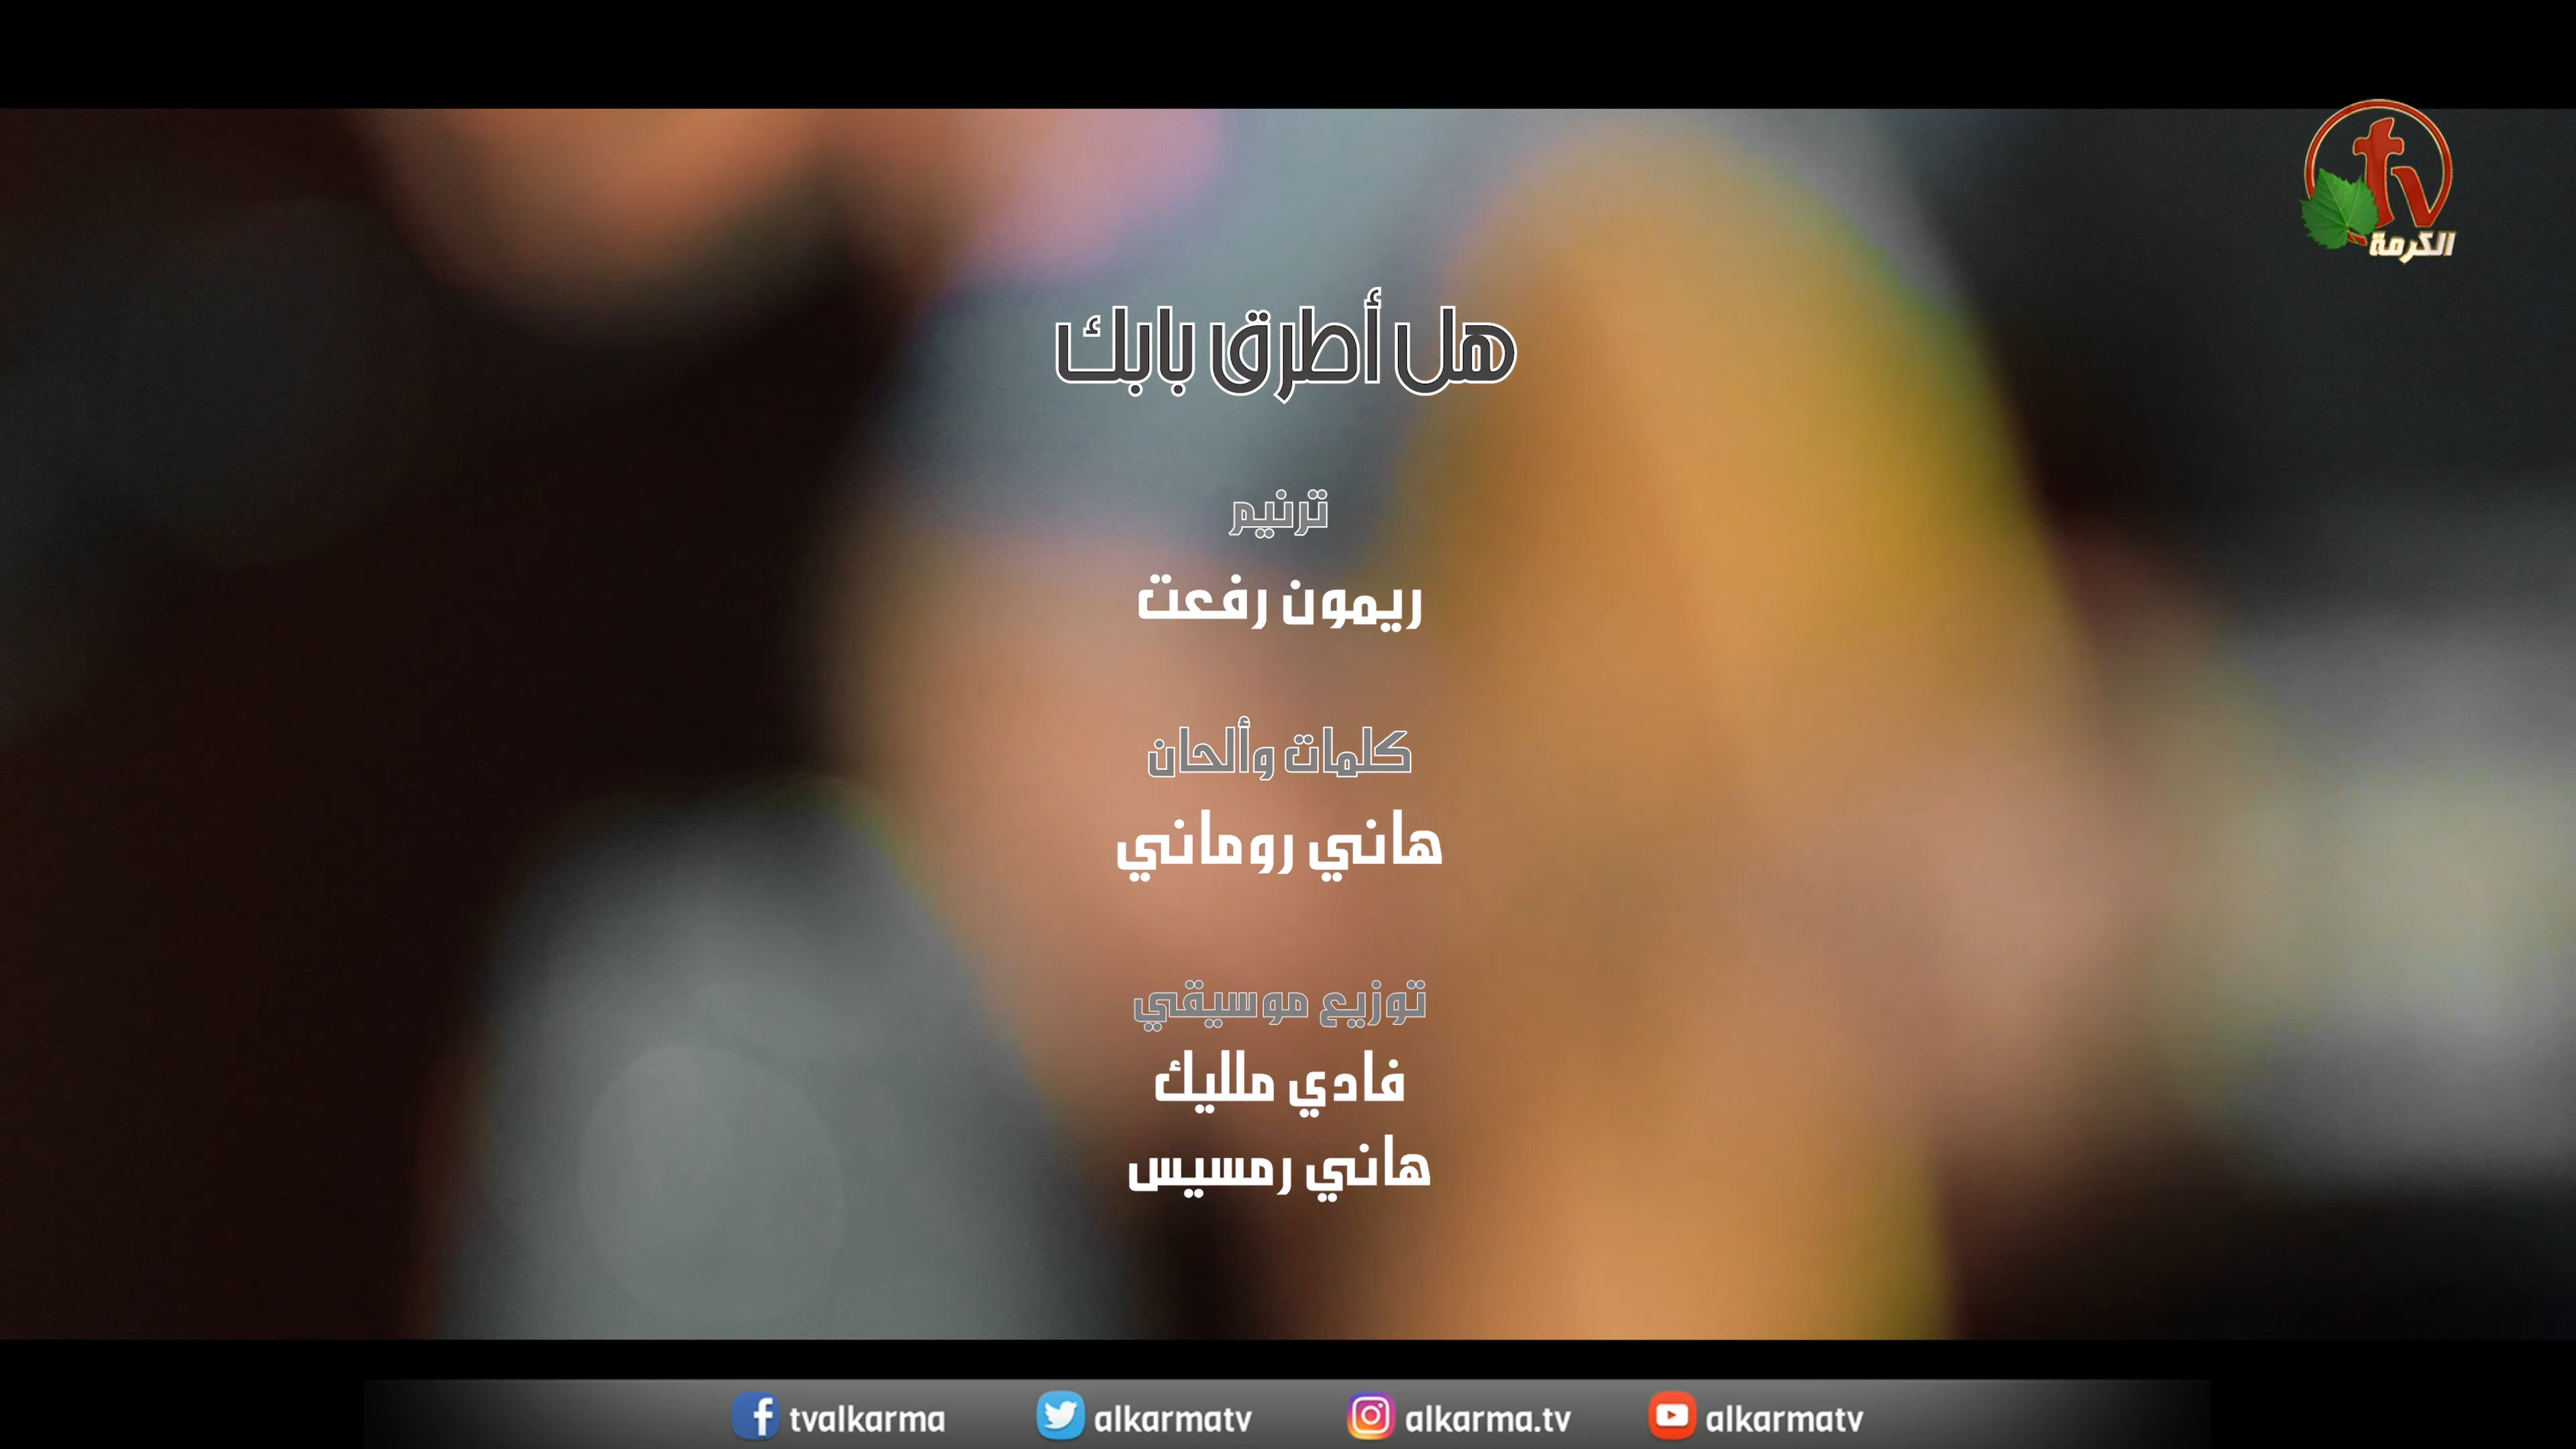 tv
الكرمة
هل أطرق بابك
ترنيم
ريمون رفعت
كلمات وألحان
هاني روماني
توزيع موسيقي
فادي ملليك
هاني رمسيس
tvalkarma
alkarmatv
alkarma.tv
alkarmatv